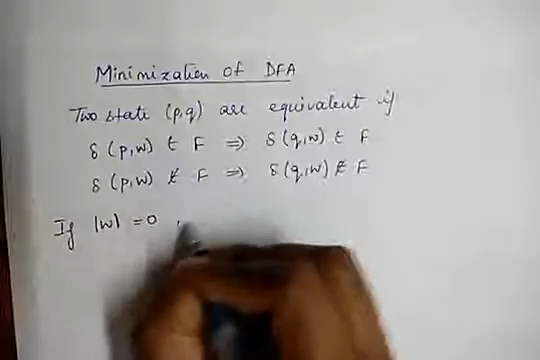 Minimization of DFA
Two state (p,q) are equivalent if
δ (p,w) ∈ F ⇒ δ(q,w) ∈ F
δ (p,w) ∉ F ⇒ δ(q,w) ∉ F
If |w| = 0